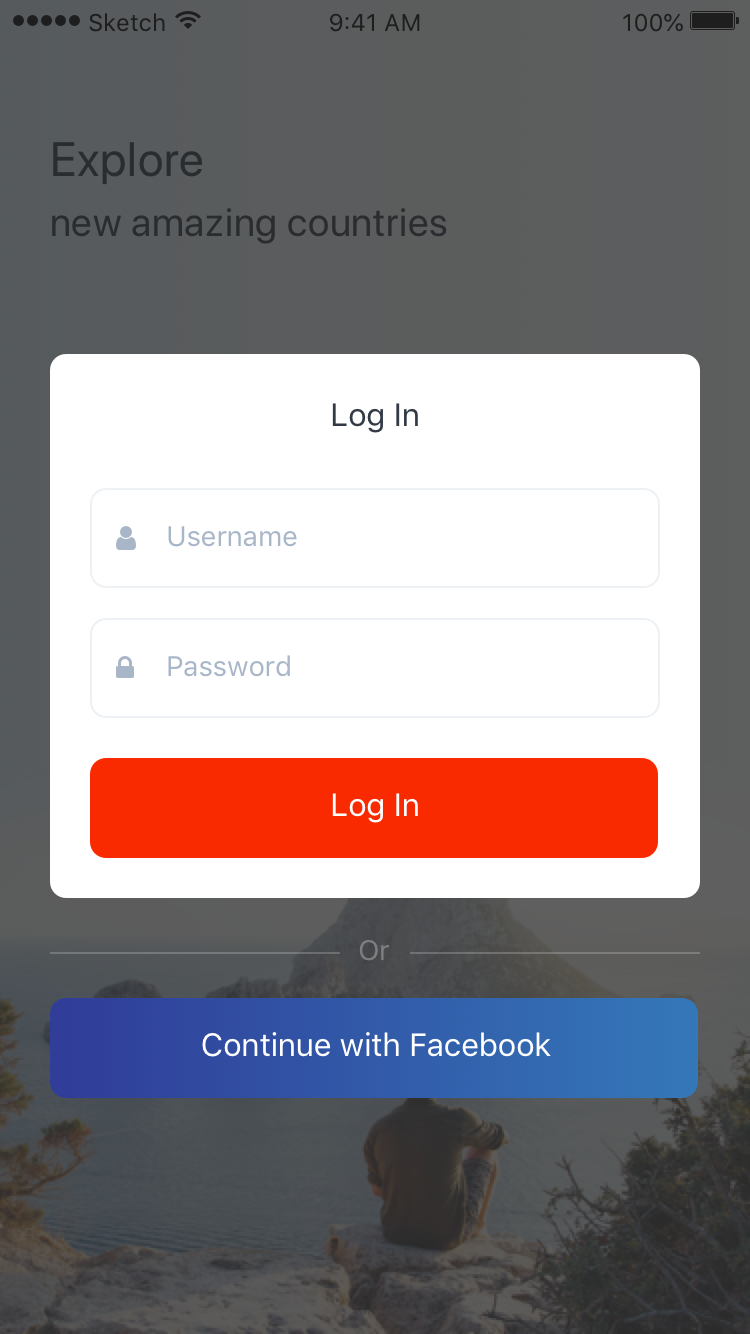 Sketch 9:41 AM 100%
Explore
new amazing countries
Log In
Username
Password
Log In
Or
Continue with Facebook